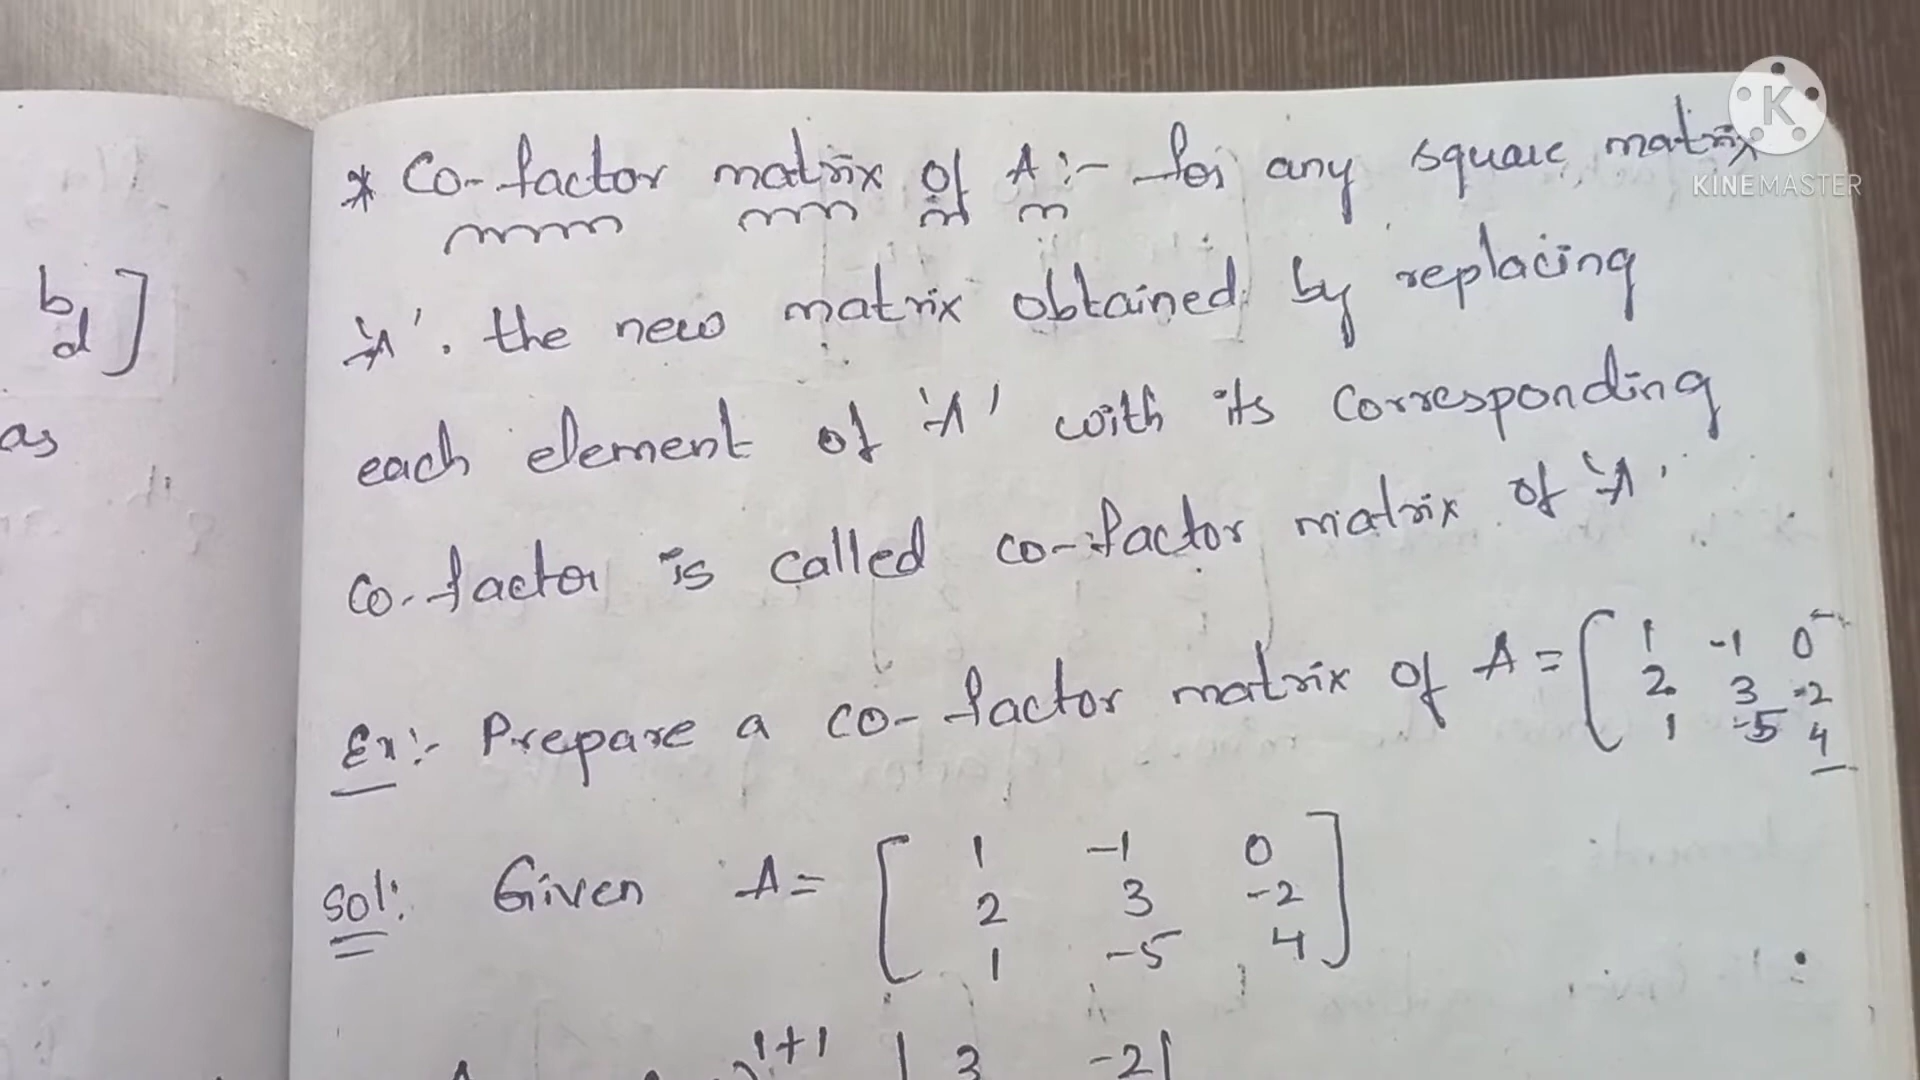 b
d ]
as
* Co-factor matrix of A :- for any square matrix
'A'. the new matrix obtained by replacing
each element of 'A' with its corresponding
co-factor is called co-factor matrix of 'A'
Ex:- Prepare a co-factor matrix of A = [ 1 -1 0
2 3 -2
1 -5 4
Sol: Given A = [ 1 -1 0
2 3 -2
1 -5 4 ]
1+1 | 3 -2 |
K
KINEMASTER